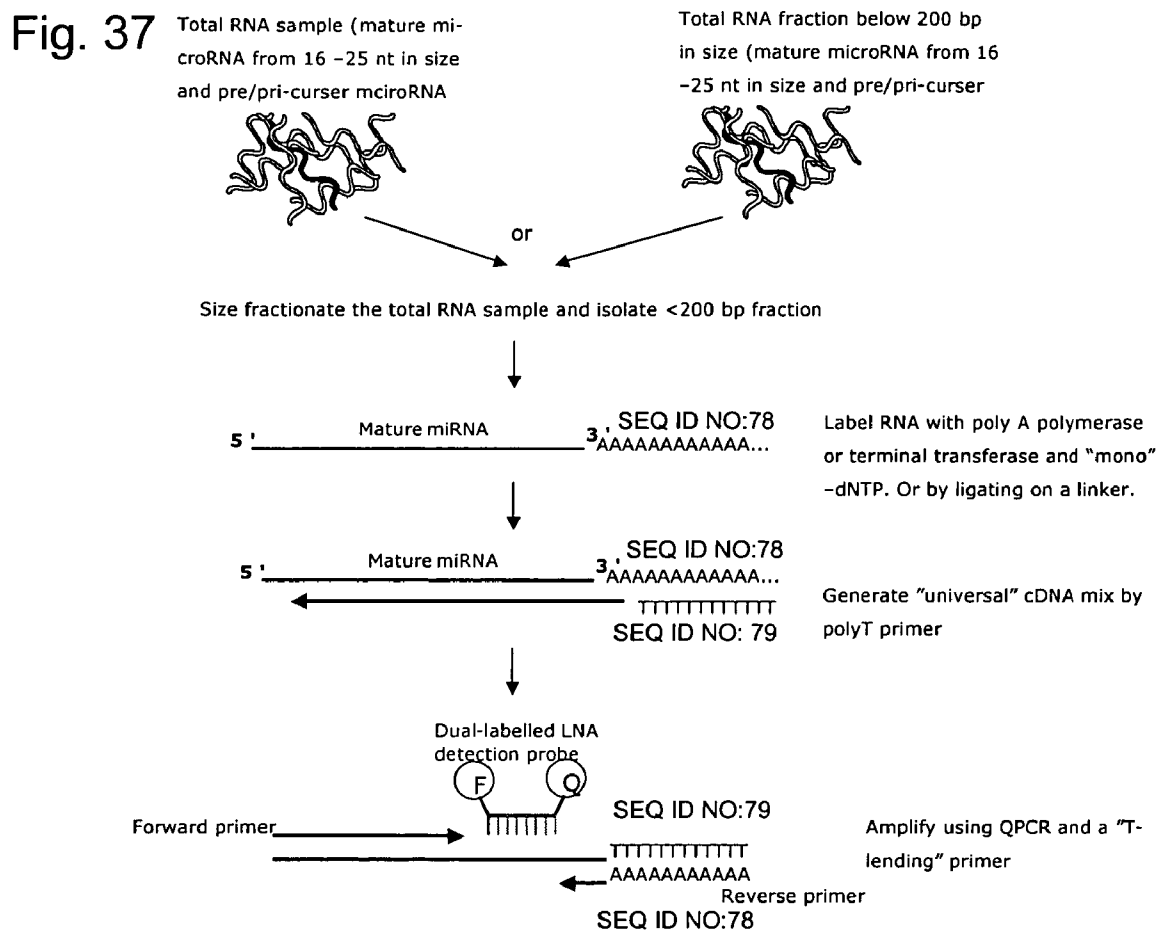 Fig. 37
Total RNA sample (mature mi-
croRNA from 16 –25 nt in size
and pre/pri-curser mciroRNA
Total RNA fraction below 200 bp
in size (mature microRNA from 16
–25 nt in size and pre/pri-curser
or
Size fractionate the total RNA sample and isolate <200 bp fraction
5' Mature miRNA 3' SEQ ID NO:78
AAAAAAAAAAAA...
Label RNA with poly A polymerase
or terminal transferase and "mono"
–dNTP. Or by ligating on a linker.
5' Mature miRNA 3' SEQ ID NO:78
AAAAAAAAAAAA...
TTTTTTTTTTT
SEQ ID NO: 79
Generate "universal" cDNA mix by
polyT primer
Dual-labelled LNA
detection probe
F Q
SEQ ID NO:79
Forward primer
TTTTTTTTTTT
AAAAAAAAAAA
Reverse primer
SEQ ID NO:78
Amplify using QPCR and a "T-
lending" primer